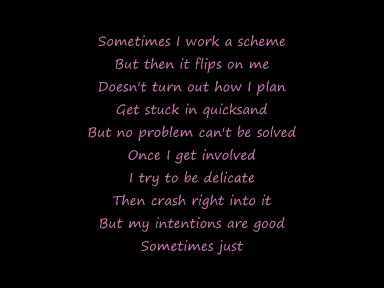 Sometimes I work a scheme
But then it flips on me
Doesn't turn out how I plan
Get stuck in quicksand
But no problem can't be solved
Once I get involved
I try to be delicate
Then crash right into it
But my intentions are good
Sometimes just